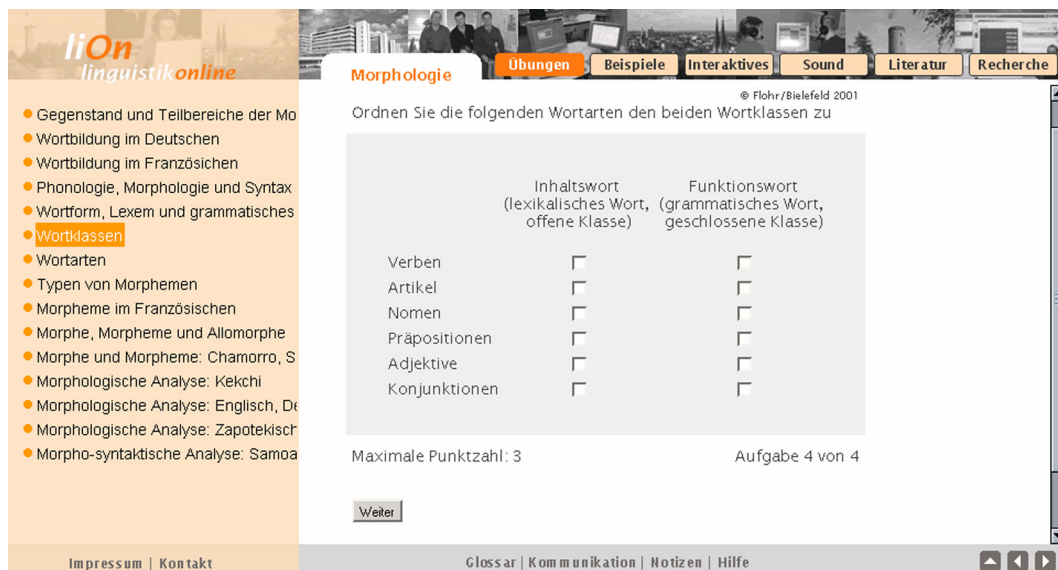 liOn
linguistikonline
Morphologie
Übungen
Beispiele
Interaktives
Sound
Literatur
Recherche
Gegenstand und Teilbereiche der Mo
Wortbildung im Deutschen
Wortbildung im Französichen
Phonologie, Morphologie und Syntax
Wortform, Lexem und grammatisches
Wortklassen
Wortarten
Typen von Morphemen
Morpheme im Französischen
Morphe, Morpheme und Allomorphe
Morphe und Morpheme: Chamorro, S
Morphologische Analyse: Kekchi
Morphologische Analyse: Englisch, De
Morphologische Analyse: Zapotekisch
Morpho-syntaktische Analyse: Samoa
© Flohr/Bielefeld 2001
Ordnen Sie die folgenden Wortarten den beiden Wortklassen zu
Inhaltswort
(lexikalisches Wort,
offene Klasse)
Funktionswort
(grammatisches Wort,
geschlossene Klasse)
Verben
Artikel
Nomen
Präpositionen
Adjektive
Konjunktionen
Maximale Punktzahl: 3
Aufgabe 4 von 4
Weiter
Impressum | Kontakt
Glossar | Kommunikation | Notizen | Hilfe